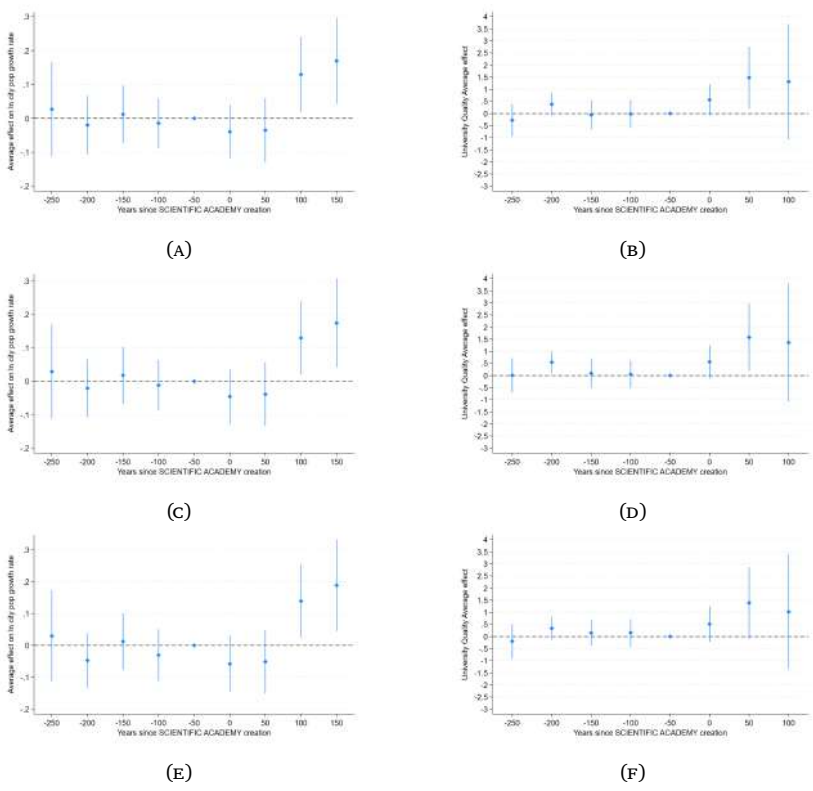 Average effect on ln city pop growth rate
.3
.2
.1
0
-.1
-.2
-250 -200 -150 -100 -50 0 50 100 150
Years since SCIENTIFIC ACADEMY creation
(A)
University Quality Average effect
4
3.5
3
2.5
2
1.5
1
.5
0
-.5
-1
-1.5
-2
-2.5
-3
-250 -200 -150 -100 -50 0 50 100
Years since SCIENTIFIC ACADEMY creation
(B)
Average effect on ln city pop growth rate
.3
.2
.1
0
-.1
-.2
-250 -200 -150 -100 -50 0 50 100 150
Years since SCIENTIFIC ACADEMY creation
(C)
University Quality Average effect
4
3.5
3
2.5
2
1.5
1
.5
0
-.5
-1
-1.5
-2
-2.5
-3
-250 -200 -150 -100 -50 0 50 100
Years since SCIENTIFIC ACADEMY creation
(D)
Average effect on ln city pop growth rate
.3
.2
.1
0
-.1
-.2
-250 -200 -150 -100 -50 0 50 100 150
Years since SCIENTIFIC ACADEMY creation
(E)
University Quality Average effect
4
3.5
3
2.5
2
1.5
1
.5
0
-.5
-1
-1.5
-2
-2.5
-3
-250 -200 -150 -100 -50 0 50 100
Years since SCIENTIFIC ACADEMY creation
(F)